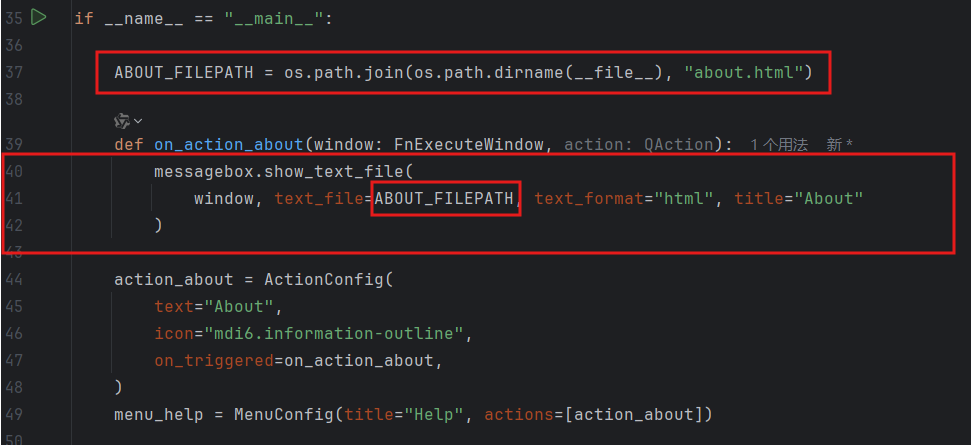 35 if __name__ == "__main__":
36
37 ABOUT_FILEPATH = os.path.join(os.path.dirname(__file__), "about.html")
38
39 def on_action_about(window: FnExecuteWindow, action: QAction): 1 个用法 新 *
40 messagebox.show_text_file(
41 window, text_file=ABOUT_FILEPATH, text_format="html", title="About"
42 )
43
44 action_about = ActionConfig(
45 text="About",
46 icon="mdi6.information-outline",
47 on_triggered=on_action_about,
48 )
49 menu_help = MenuConfig(title="Help", actions=[action_about])
50